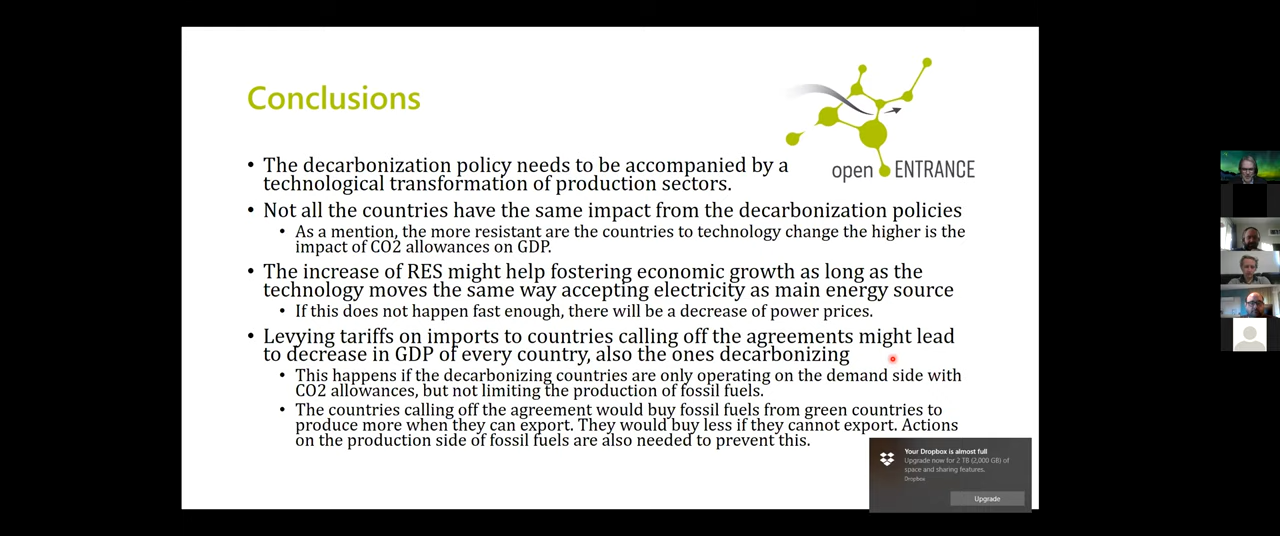 Conclusions
open ENTRANCE
• The decarbonization policy needs to be accompanied by a
technological transformation of production sectors.
• Not all the countries have the same impact from the decarbonization policies
• As a mention, the more resistant are the countries to technology change the higher is the
impact of CO2 allowances on GDP.
• The increase of RES might help fostering economic growth as long as the
technology moves the same way accepting electricity as main energy source
• If this does not happen fast enough, there will be a decrease of power prices.
• Levying tariffs on imports to countries calling off the agreements might lead
to decrease in GDP of every country, also the ones decarbonizing
• This happens if the decarbonizing countries are only operating on the demand side with
CO2 allowances, but not limiting the production of fossil fuels.
• The countries calling off the agreement would buy fossil fuels from green countries to
produce more when they can export. They would buy less if they cannot export. Actions
on the production side of fossil fuels are also needed to prevent this.
Your Dropbox is almost full
Upgrade now for 2 TB (2,000 GB) of
space and sharing features.
Dropbox
Upgrade